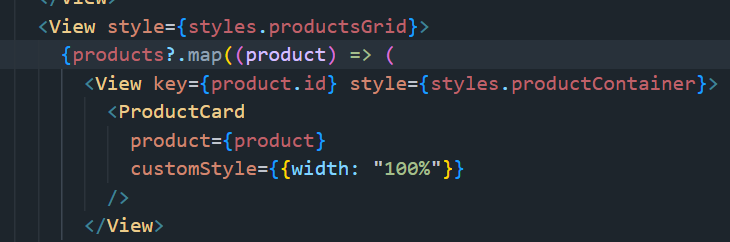 </View>
<View style={styles.productsGrid}>
{products?.map((product) => (
<View key={product.id} style={styles.productContainer}>
<ProductCard
product={product}
customStyle={{width: "100%"}}
/>
</View>